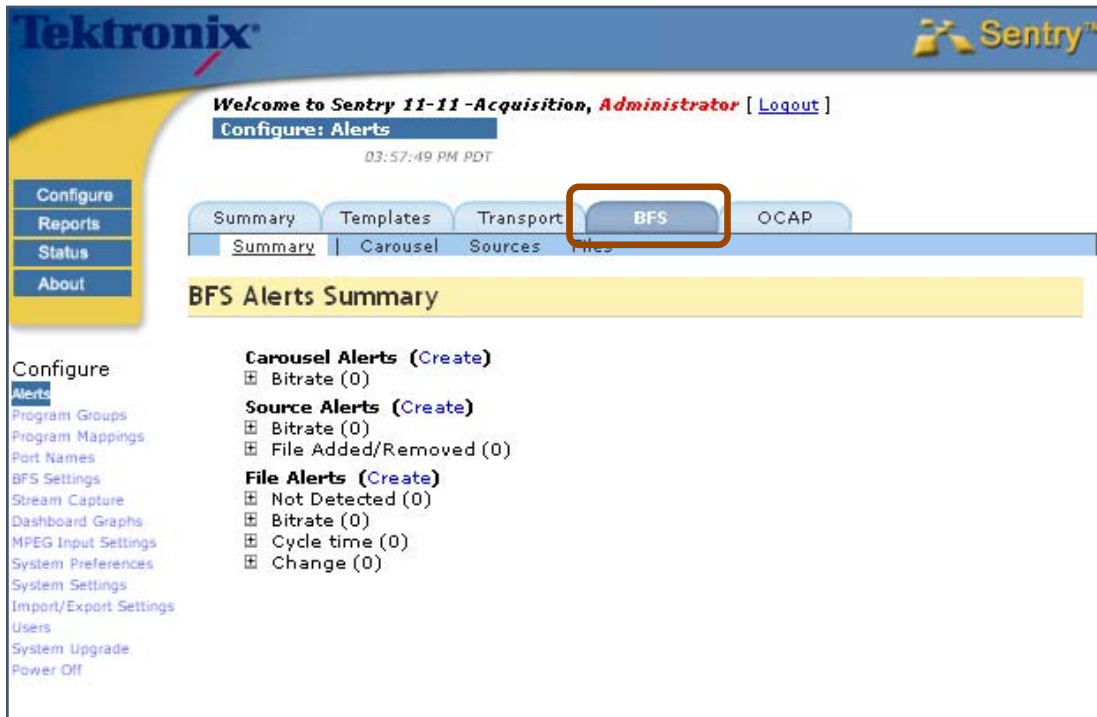 Tektronix
Sentry™
Welcome to Sentry 11-11 -Acquisition, Administrator [ Logout ]
Configure: Alerts
03:57:49 PM PDT
Configure
Reports
Status
About
Summary Templates Transport BFS OCAP
Summary | Carousel Sources Files
BFS Alerts Summary
Configure
Alerts
Program Groups
Program Mappings
Port Names
BFS Settings
Stream Capture
Dashboard Graphs
MPEG Input Settings
System Preferences
System Settings
Import/Export Settings
Users
System Upgrade
Power Off
Carousel Alerts (Create)
Bitrate (0)
Source Alerts (Create)
Bitrate (0)
File Added/Removed (0)
File Alerts (Create)
Not Detected (0)
Bitrate (0)
Cycle time (0)
Change (0)